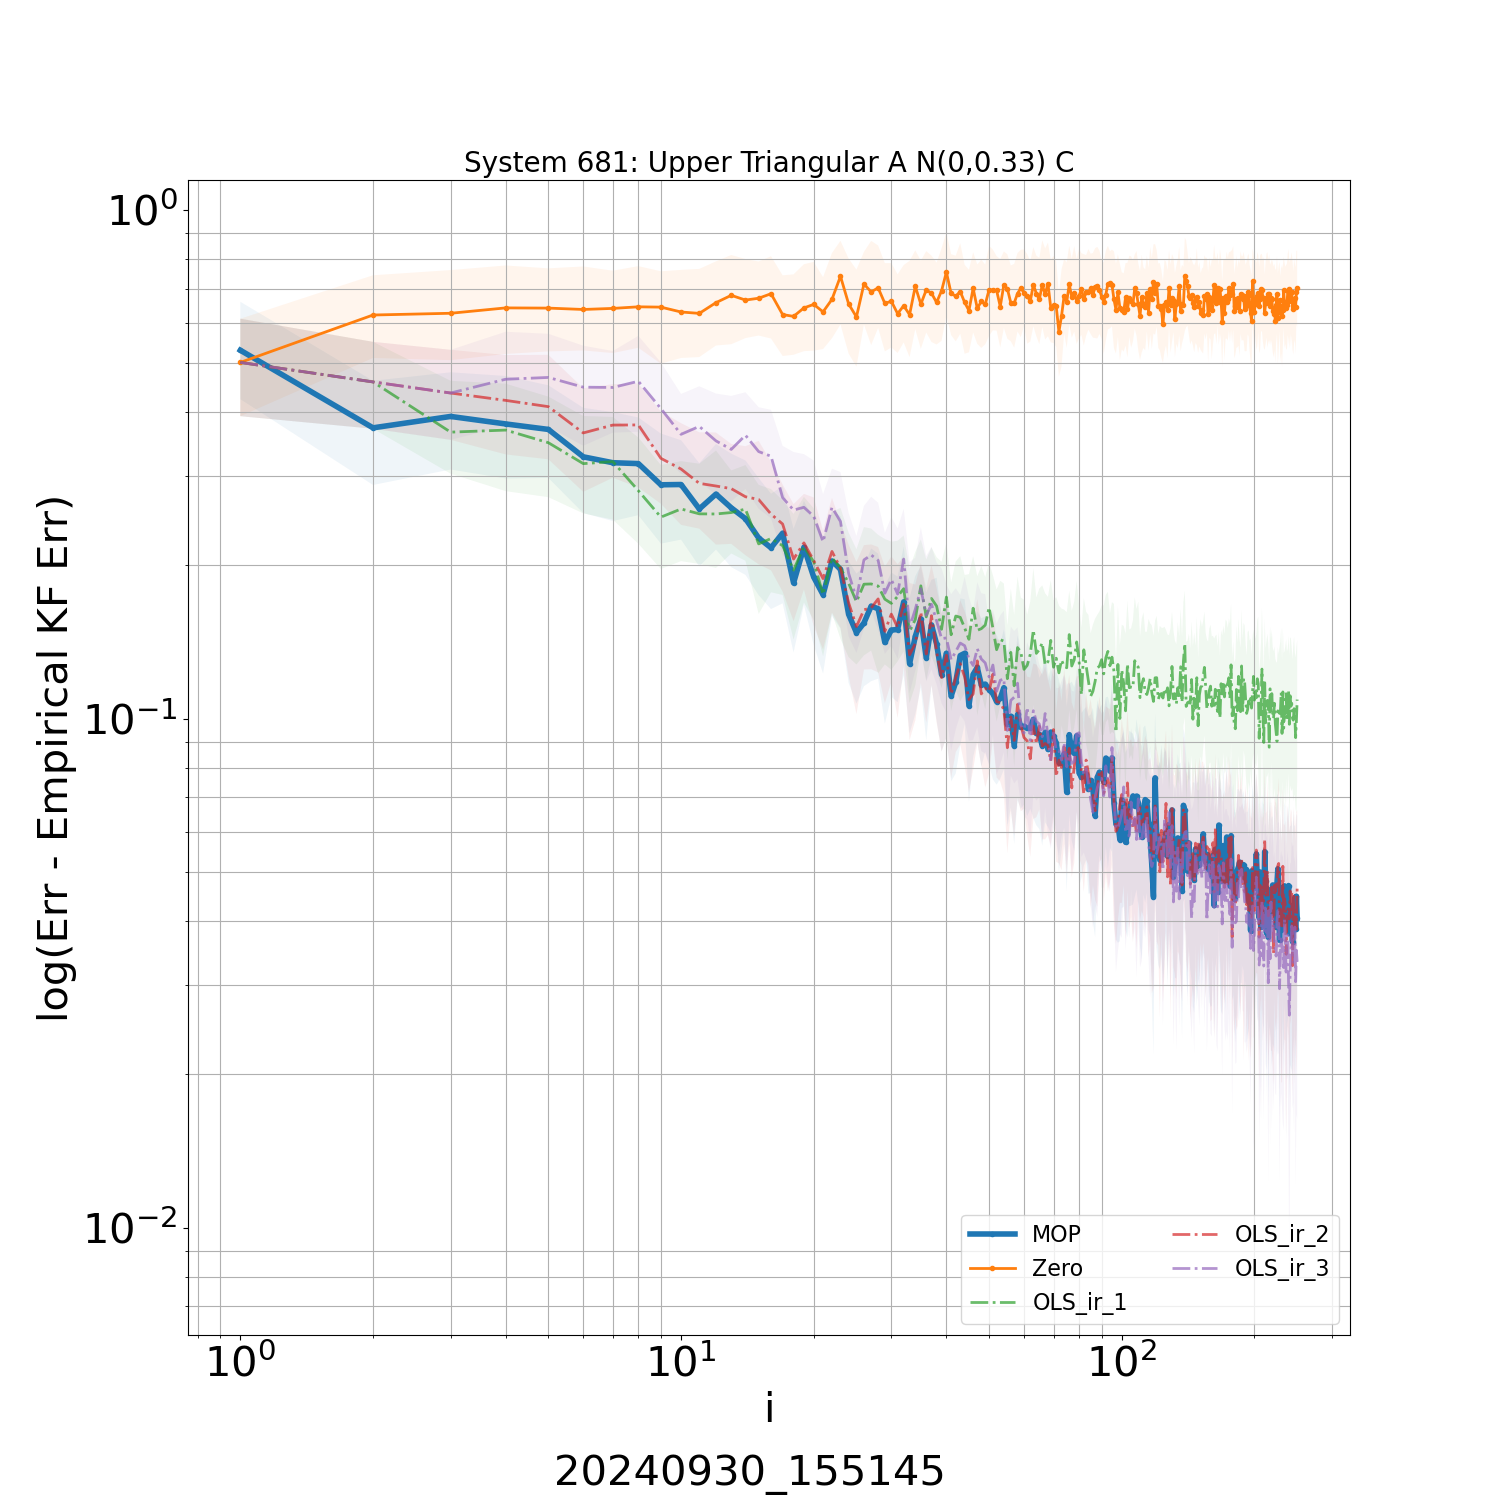 System 681: Upper Triangular A N(0,0.33) C
log(Err - Empirical KF Err)
10⁰
10⁻¹
10⁻²
10⁰ 10¹ 10²
i
20240930_155145
MOP
Zero
OLS_ir_1
OLS_ir_2
OLS_ir_3